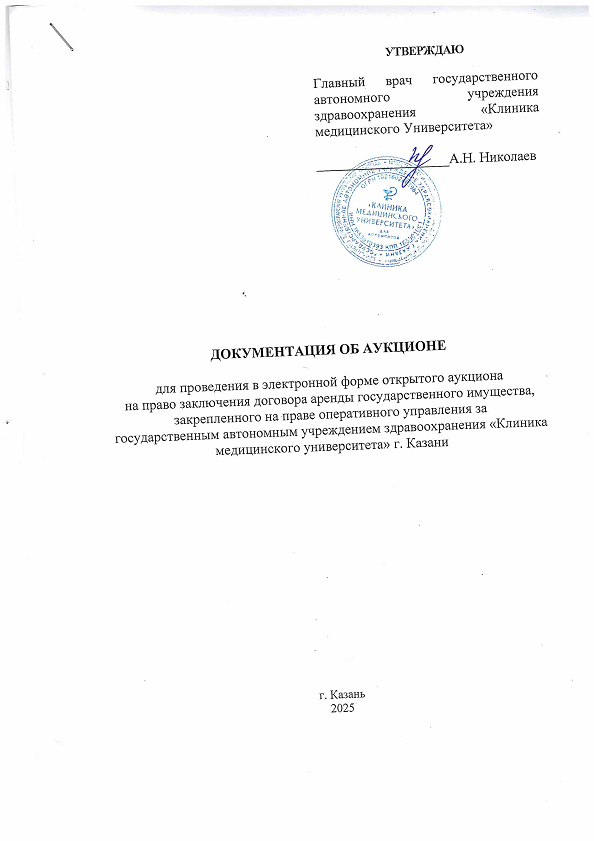 УТВЕРЖДАЮ
Главный врач государственного
автономного учреждения
здравоохранения «Клиника
медицинского Университета»
А.Н. Николаев
«КЛИНИКА
МЕДИЦИНСКОГО
УНИВЕРСИТЕТА»
ДЛЯ
ДОКУМЕНТОВ
ДОКУМЕНТАЦИЯ ОБ АУКЦИОНЕ
для проведения в электронной форме открытого аукциона
на право заключения договора аренды государственного имущества,
закрепленного на праве оперативного управления за
государственным автономным учреждением здравоохранения «Клиника
медицинского университета» г. Казани
г. Казань
2025